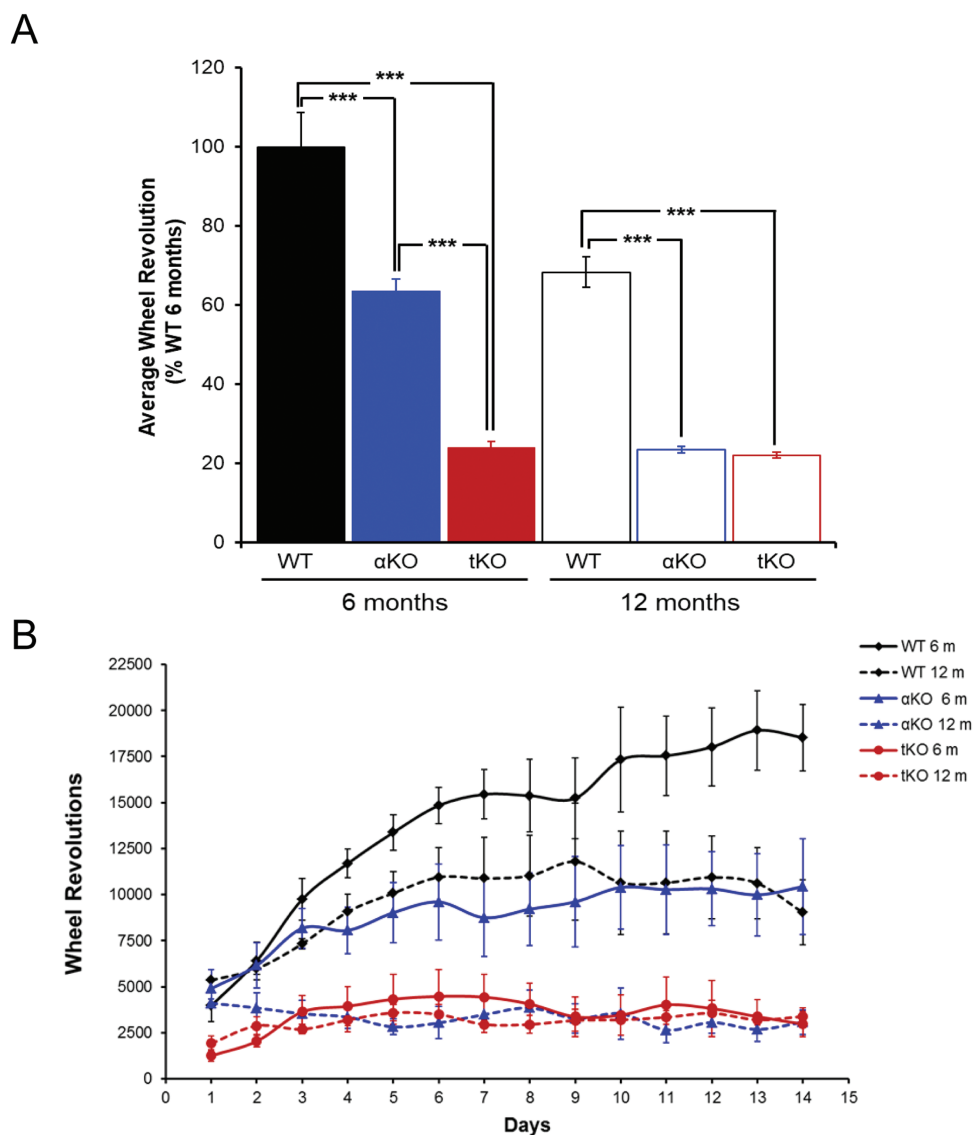 A
Average Wheel Revolution
(% WT 6 months)
120
100
80
60
40
20
0
***
***
***
***
***
WT αKO tKO WT αKO tKO
6 months 12 months
B
Wheel Revolutions
22500
20000
17500
15000
12500
10000
7500
5000
2500
0
0 1 2 3 4 5 6 7 8 9 10 11 12 13 14 15
Days
WT 6 m
WT 12 m
αKO 6 m
αKO 12 m
tKO 6 m
tKO 12 m